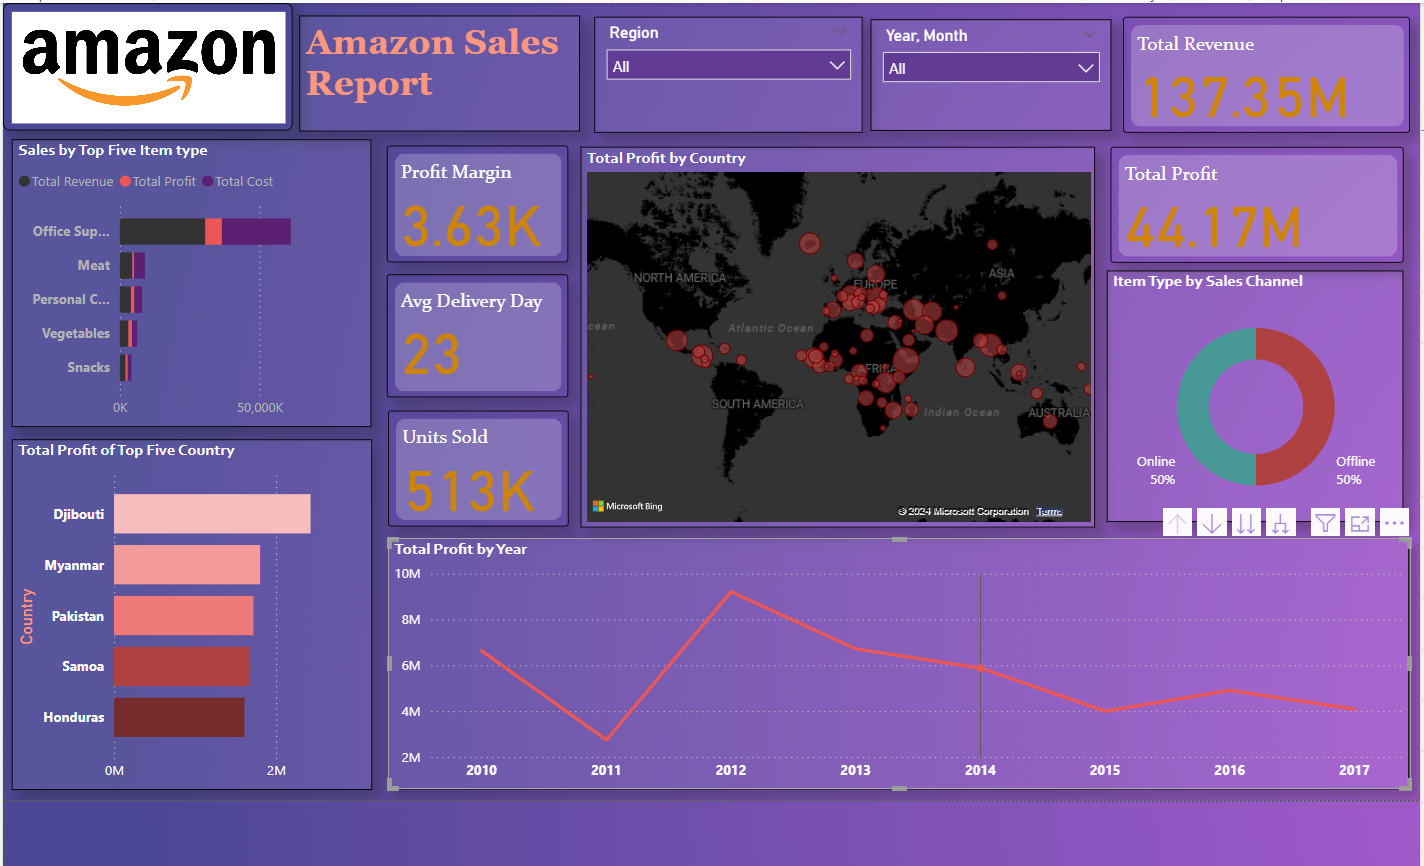 amazon
Amazon Sales
Report
Region
All
Year, Month
All
Total Revenue
137.35M
Sales by Top Five Item type
Total Revenue Total Profit Total Cost
Office Sup...
Meat
Personal C...
Vegetables
Snacks
0K 50,000K
Profit Margin
3.63K
Avg Delivery Day
23
Units Sold
513K
Total Profit by Country
NORTH AMERICA
EUROPE
ASIA
cean
Atlantic Ocean
AFRICA
SOUTH AMERICA
Indian Ocean
AUSTRALIA
Microsoft Bing
© 2024 Microsoft Corporation Terms
Total Profit
44.17M
Item Type by Sales Channel
Online
50%
Offline
50%
Total Profit of Top Five Country
Country
Djibouti
Myanmar
Pakistan
Samoa
Honduras
0M 2M
Total Profit by Year
10M
8M
6M
4M
2M
2010 2011 2012 2013 2014 2015 2016 2017